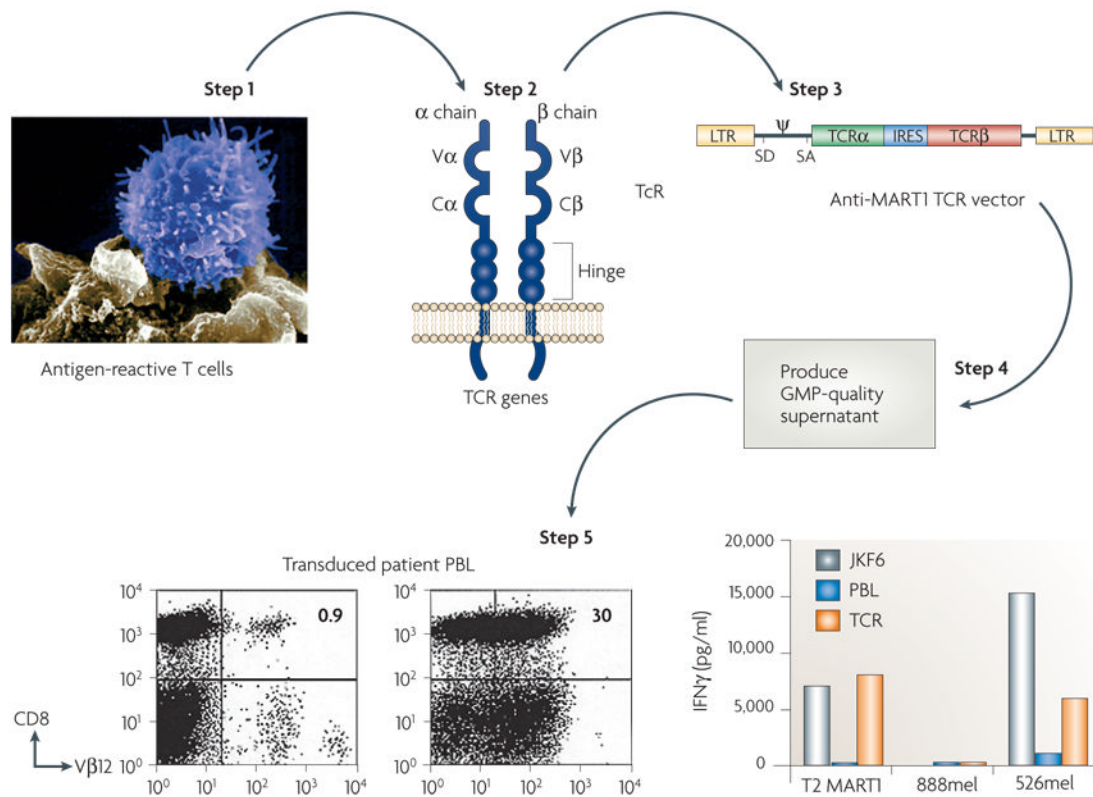 Step 1
Antigen-reactive T cells
Step 2
α chain
β chain
Vα
Vβ
Cα
Cβ
TcR
Hinge
TCR genes
Step 3
LTR
ψ
SD
SA
TCRα
IRES
TCRβ
LTR
Anti-MART1 TCR vector
Step 4
Produce
GMP-quality
supernatant
Step 5
Transduced patient PBL
10⁴
10³
10²
10¹
10⁰
0.9
10⁰
10¹
10²
10³
10⁴
10⁴
10³
10²
10¹
10⁰
30
10⁰
10¹
10²
10³
10⁴
CD8
Vβ12
IFNγ (pg/ml)
20,000
15,000
10,000
5,000
0
JKF6
PBL
TCR
T2 MART1
888mel
526mel